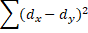 ∑(dₓ − dᵧ)²